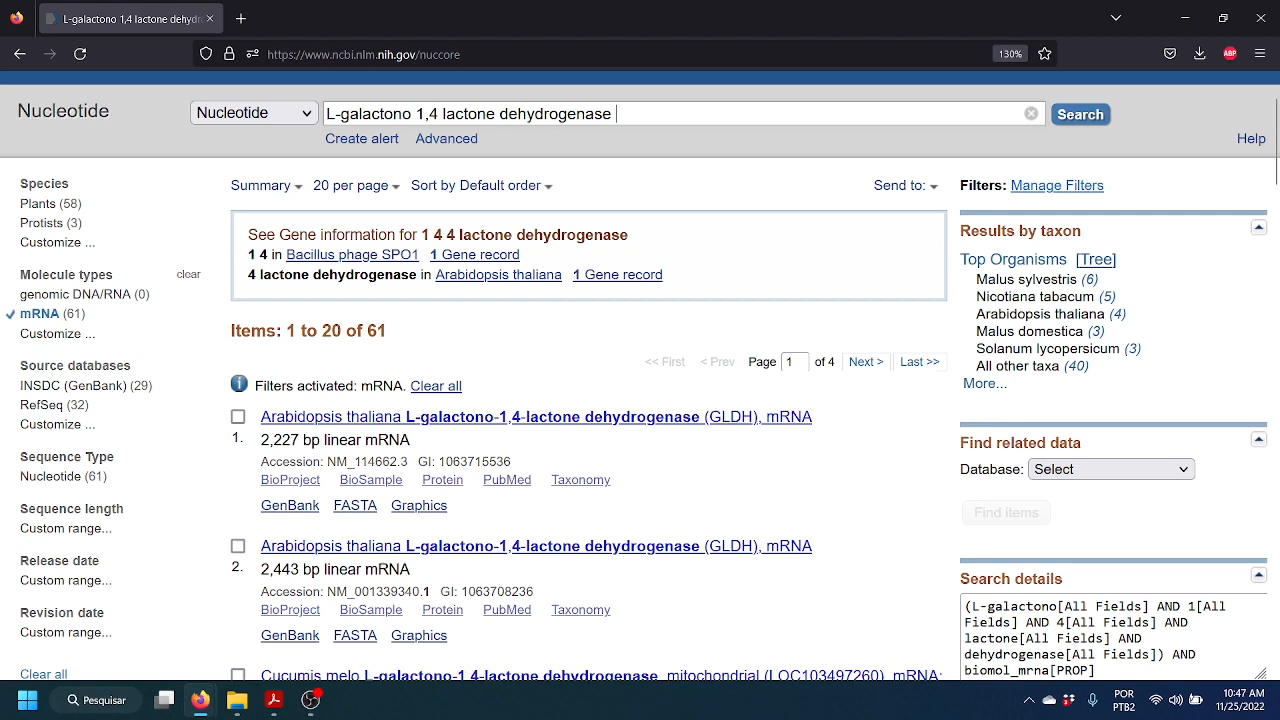 L-galactono 1,4 lactone dehydr
https://www.ncbi.nlm.nih.gov/nuccore
130%
ABP
Nucleotide
Nucleotide
L-galactono 1,4 lactone dehydrogenase
Search
Create alert
Advanced
Help
Species
Plants (58)
Protists (3)
Customize ...
Molecule types
clear
genomic DNA/RNA (0)
mRNA (61)
Customize ...
Source databases
INSDC (GenBank) (29)
RefSeq (32)
Customize ...
Sequence Type
Nucleotide (61)
Sequence length
Custom range...
Release date
Custom range...
Revision date
Custom range...
Clear all
Summary
20 per page
Sort by Default order
Send to:
See Gene information for 1 4 4 lactone dehydrogenase
1 4 in Bacillus phage SPO1 1 Gene record
4 lactone dehydrogenase in Arabidopsis thaliana 1 Gene record
Items: 1 to 20 of 61
<< First < Prev Page 1 of 4 Next > Last >>
Filters activated: mRNA. Clear all
Arabidopsis thaliana L-galactono-1,4-lactone dehydrogenase (GLDH), mRNA
1. 2,227 bp linear mRNA
Accession: NM_114662.3 GI: 1063715536
BioProject BioSample Protein PubMed Taxonomy
GenBank FASTA Graphics
Arabidopsis thaliana L-galactono-1,4-lactone dehydrogenase (GLDH), mRNA
2. 2,443 bp linear mRNA
Accession: NM_001339340.1 GI: 1063708236
BioProject BioSample Protein PubMed Taxonomy
GenBank FASTA Graphics
Cucumis melo L-galactono-1,4-lactone dehydrogenase, mitochondrial (LOC103497260), mRNA;
Filters: Manage Filters
Results by taxon
Top Organisms [Tree]
Malus sylvestris (6)
Nicotiana tabacum (5)
Arabidopsis thaliana (4)
Malus domestica (3)
Solanum lycopersicum (3)
All other taxa (40)
More...
Find related data
Database: Select
Find items
Search details
(L-galactono[All Fields] AND 1[All
Fields] AND 4[All Fields] AND
lactone[All Fields] AND
dehydrogenase[All Fields]) AND
biomol_mrna[PROP]
Pesquisar
3
POR
PTB2
10:47 AM
11/25/2022